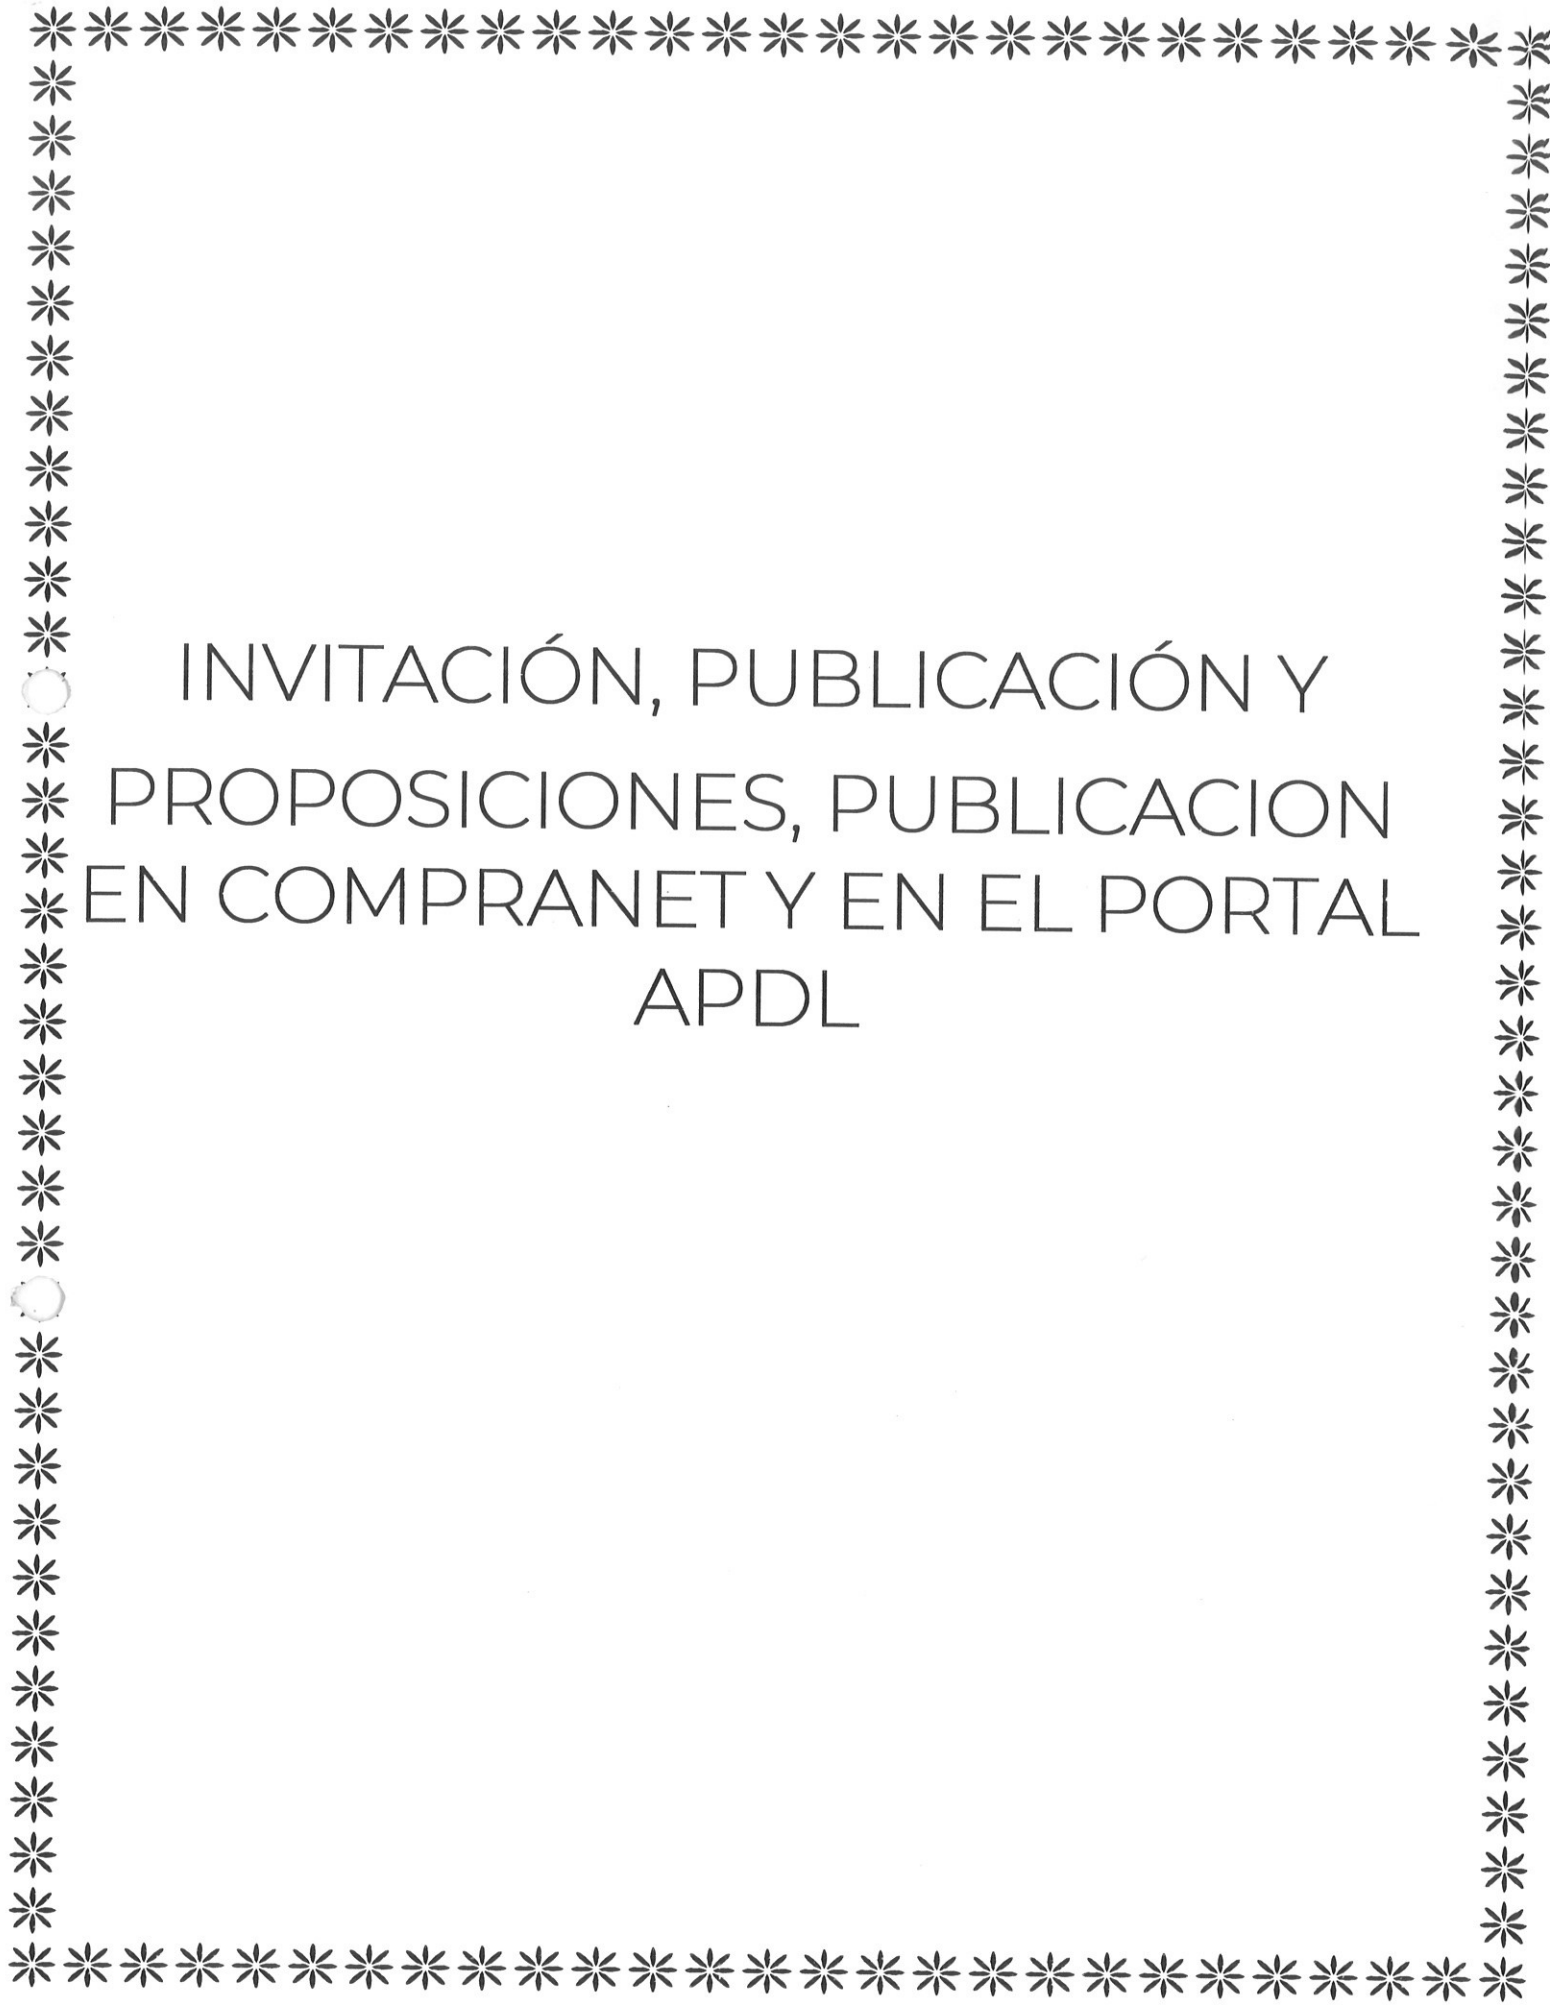 INVITACIÓN, PUBLICACIÓN Y
PROPOSICIONES, PUBLICACION
EN COMPRANET Y EN EL PORTAL
APDL